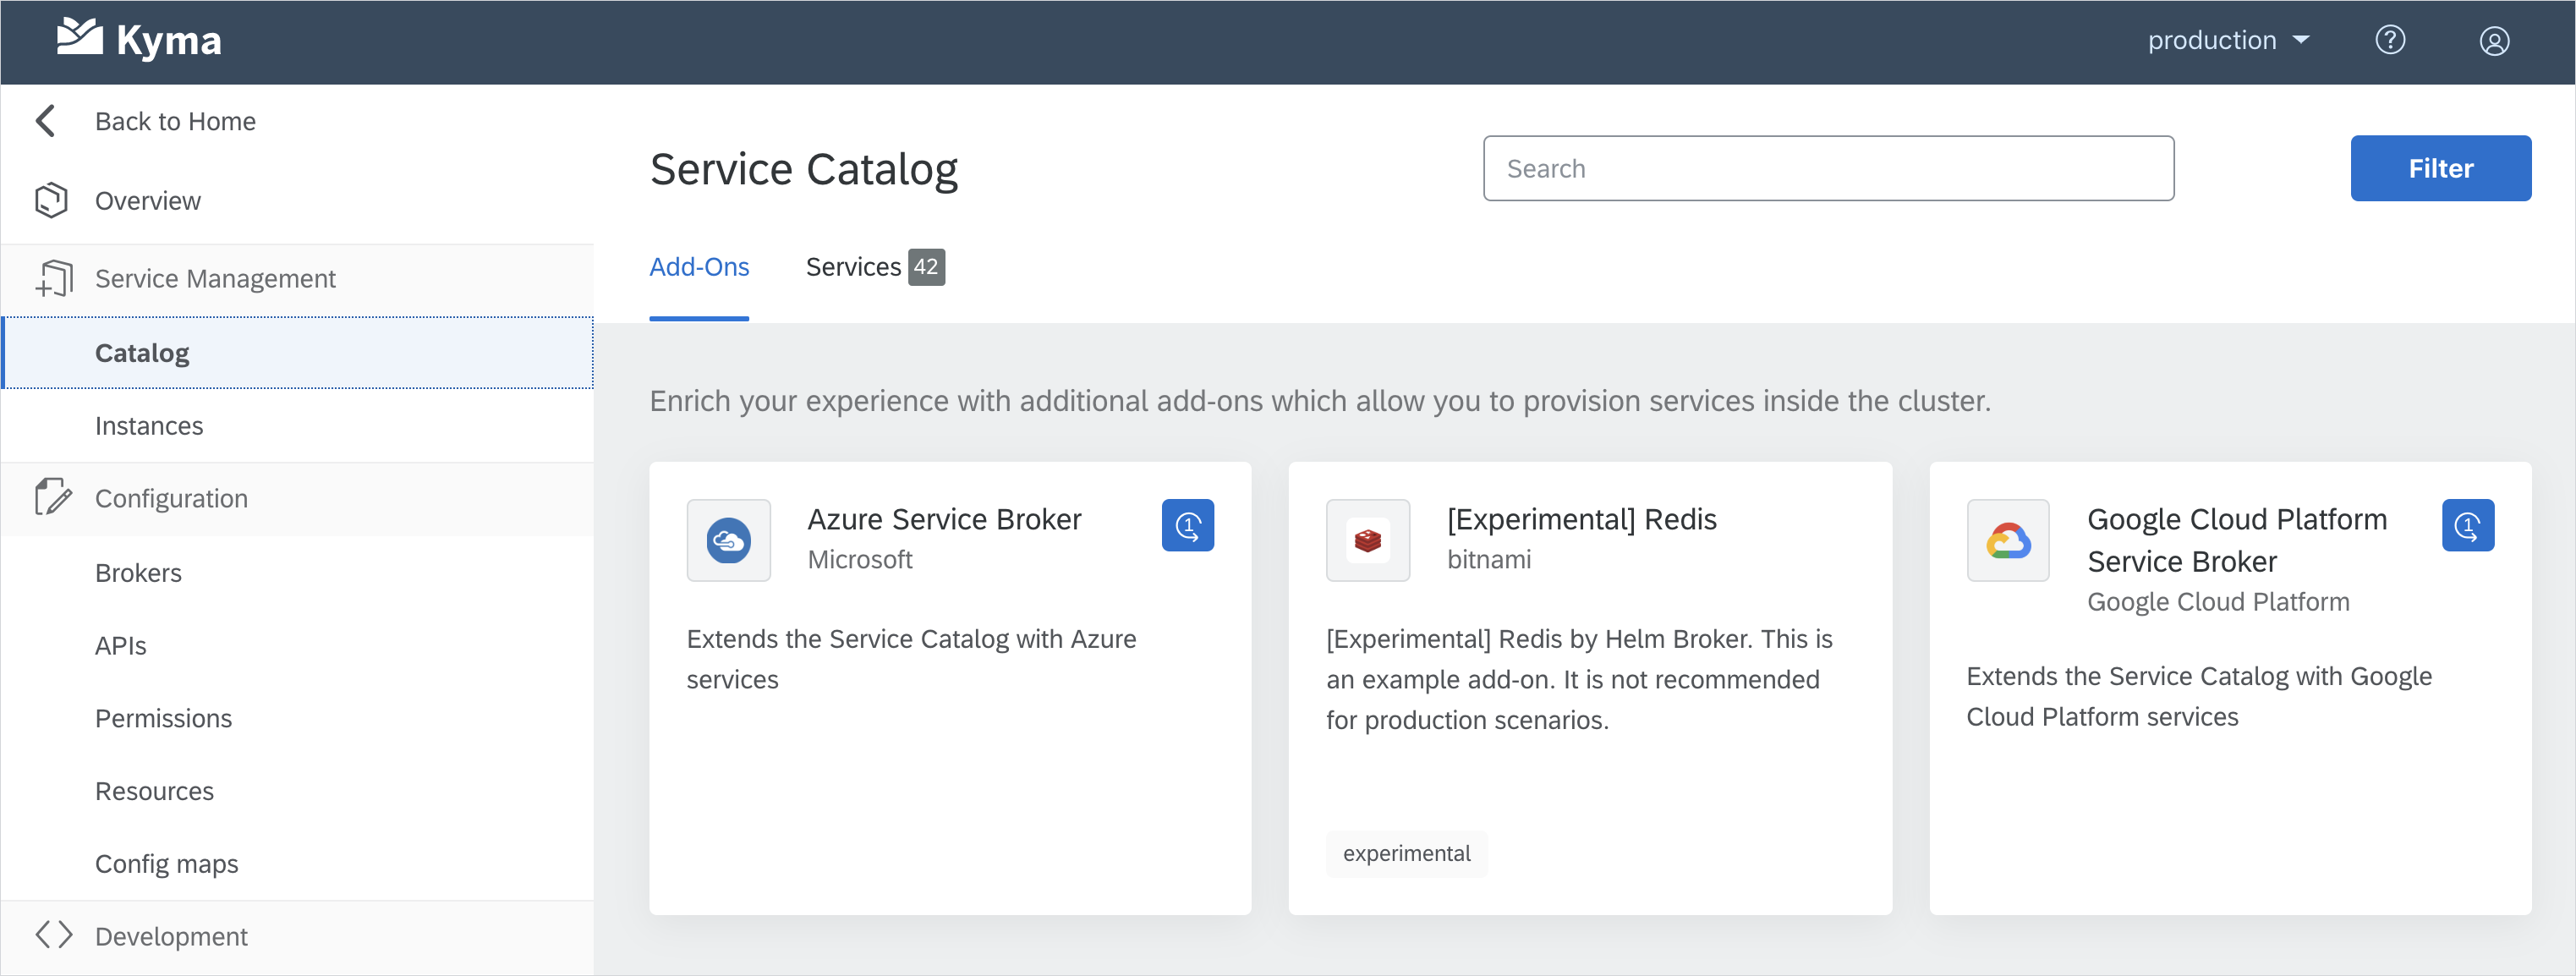 Kyma
production
?
Back to Home
Overview
Service Management
Catalog
Instances
Configuration
Brokers
APIs
Permissions
Resources
Config maps
Development
Service Catalog
Search
Filter
Add-Ons
Services 42
Enrich your experience with additional add-ons which allow you to provision services inside the cluster.
Azure Service Broker
Microsoft
1
Extends the Service Catalog with Azure
services
[Experimental] Redis
bitnami
[Experimental] Redis by Helm Broker. This is
an example add-on. It is not recommended
for production scenarios.
experimental
Google Cloud Platform
Service Broker
Google Cloud Platform
1
Extends the Service Catalog with Google
Cloud Platform services